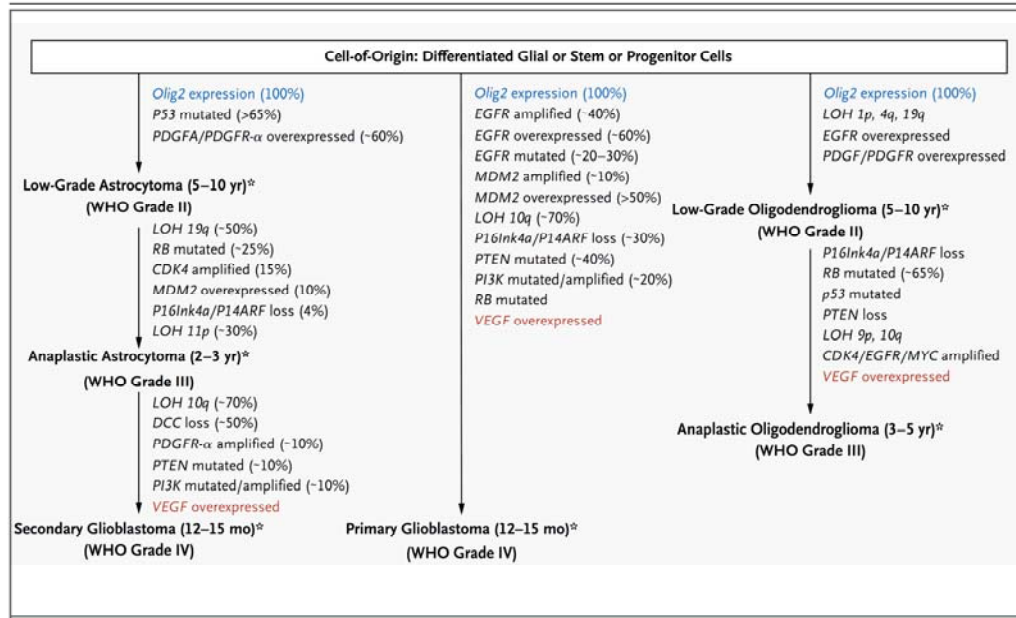 Cell-of-Origin: Differentiated Glial or Stem or Progenitor Cells
Olig2 expression (100%)
P53 mutated (>65%)
PDGFA/PDGFR-α overexpressed (~60%)
Low-Grade Astrocytoma (5–10 yr)*
(WHO Grade II)
LOH 19q (~50%)
RB mutated (~25%)
CDK4 amplified (15%)
MDM2 overexpressed (10%)
P16Ink4a/P14ARF loss (4%)
LOH 11p (~30%)
Anaplastic Astrocytoma (2–3 yr)*
(WHO Grade III)
LOH 10q (~70%)
DCC loss (~50%)
PDGFR-α amplified (~10%)
PTEN mutated (~10%)
PI3K mutated/amplified (~10%)
VEGF overexpressed
Secondary Glioblastoma (12–15 mo)*
(WHO Grade IV)
Olig2 expression (100%)
EGFR amplified (~40%)
EGFR overexpressed (~60%)
EGFR mutated (~20–30%)
MDM2 amplified (~10%)
MDM2 overexpressed (>50%)
LOH 10q (~70%)
P16Ink4a/P14ARF loss (~30%)
PTEN mutated (~40%)
PI3K mutated/amplified (~20%)
RB mutated
VEGF overexpressed
Primary Glioblastoma (12–15 mo)*
(WHO Grade IV)
Olig2 expression (100%)
LOH 1p, 4q, 19q
EGFR overexpressed
PDGF/PDGFR overexpressed
Low-Grade Oligodendroglioma (5–10 yr)*
(WHO Grade II)
P16Ink4a/P14ARF loss
RB mutated (~65%)
p53 mutated
PTEN loss
LOH 9p, 10q
CDK4/EGFR/MYC amplified
VEGF overexpressed
Anaplastic Oligodendroglioma (3–5 yr)*
(WHO Grade III)